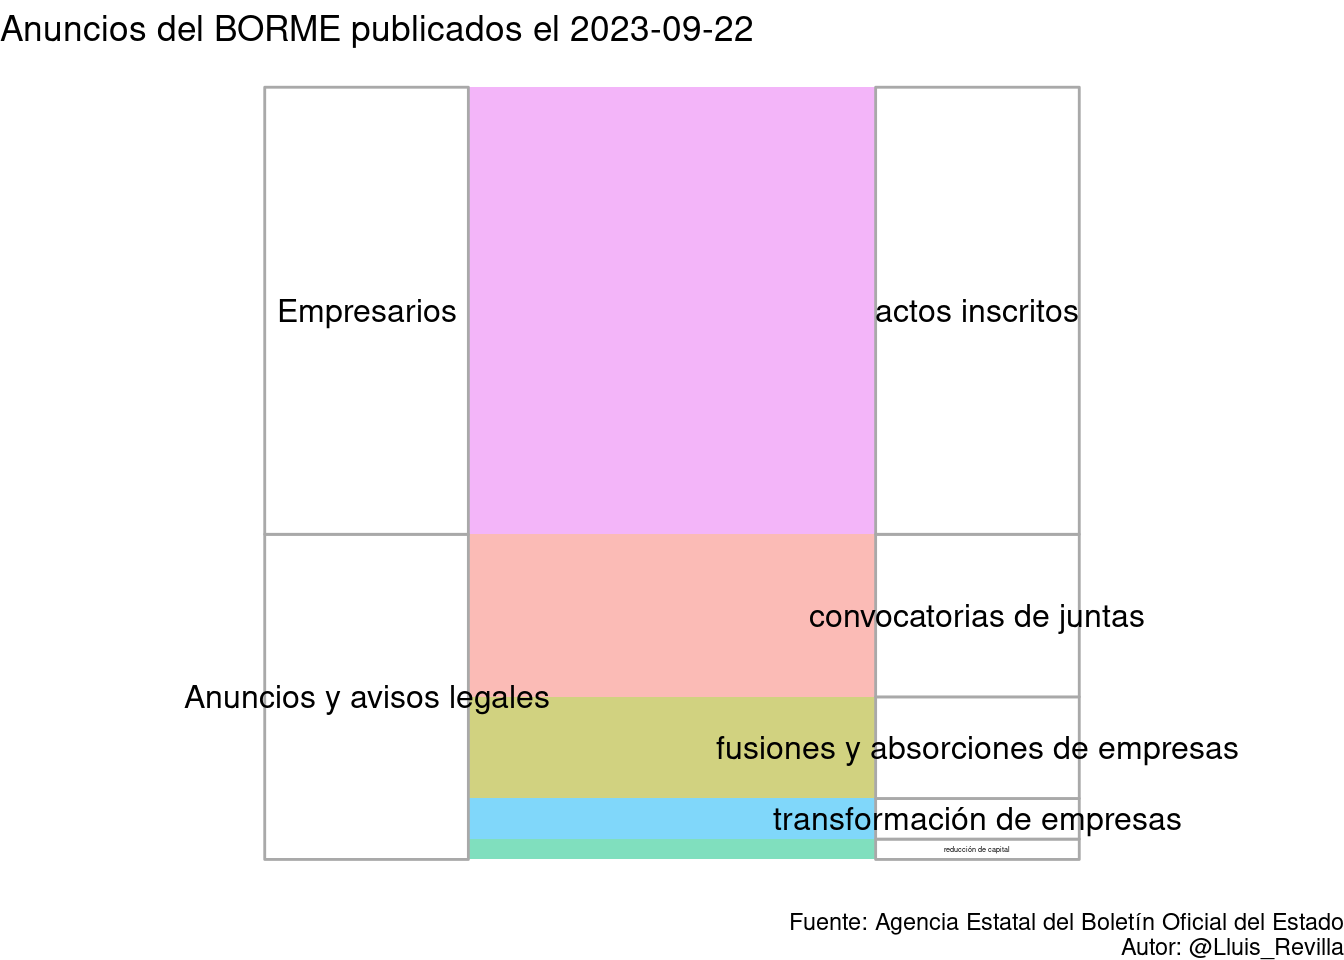 Anuncios del BORME publicados el 2023-09-22
Empresarios
actos inscritos
convocatorias de juntas
Anuncios y avisos legales
fusiones y absorciones de empresas
transformación de empresas
reducción de capital
Fuente: Agencia Estatal del Boletín Oficial del Estado
Autor: @Lluis_Revilla